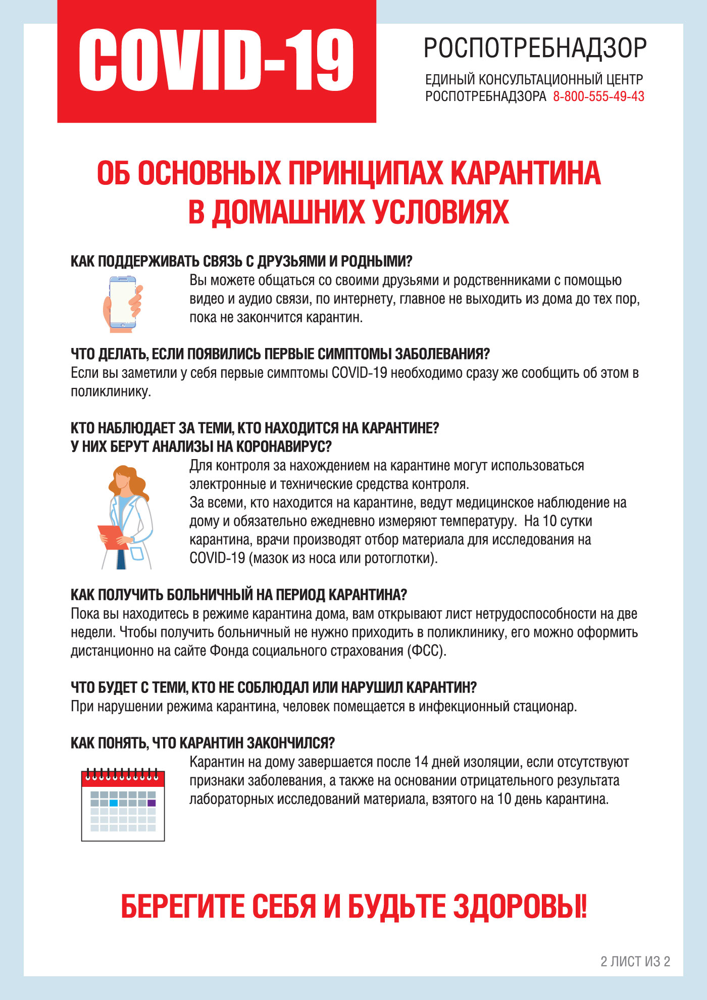 COVID-19
РОСПОТРЕБНАДЗОР
ЕДИНЫЙ КОНСУЛЬТАЦИОННЫЙ ЦЕНТР
РОСПОТРЕБНАДЗОРА 8-800-555-49-43
ОБ ОСНОВНЫХ ПРИНЦИПАХ КАРАНТИНА
В ДОМАШНИХ УСЛОВИЯХ
КАК ПОДДЕРЖИВАТЬ СВЯЗЬ С ДРУЗЬЯМИ И РОДНЫМИ?
Вы можете общаться со своими друзьями и родственниками с помощью
видео и аудио связи, по интернету, главное не выходить из дома до тех пор,
пока не закончится карантин.
ЧТО ДЕЛАТЬ, ЕСЛИ ПОЯВИЛИСЬ ПЕРВЫЕ СИМПТОМЫ ЗАБОЛЕВАНИЯ?
Если вы заметили у себя первые симптомы COVID-19 необходимо сразу же сообщить об этом в
поликлинику.
КТО НАБЛЮДАЕТ ЗА ТЕМИ, КТО НАХОДИТСЯ НА КАРАНТИНЕ?
У НИХ БЕРУТ АНАЛИЗЫ НА КОРОНАВИРУС?
Для контроля за нахождением на карантине могут использоваться
электронные и технические средства контроля.
За всеми, кто находится на карантине, ведут медицинское наблюдение на
дому и обязательно ежедневно измеряют температуру. На 10 сутки
карантина, врачи производят отбор материала для исследования на
COVID-19 (мазок из носа или ротоглотки).
КАК ПОЛУЧИТЬ БОЛЬНИЧНЫЙ НА ПЕРИОД КАРАНТИНА?
Пока вы находитесь в режиме карантина дома, вам открывают лист нетрудоспособности на две
недели. Чтобы получить больничный не нужно приходить в поликлинику, его можно оформить
дистанционно на сайте Фонда социального страхования (ФСС).
ЧТО БУДЕТ С ТЕМИ, КТО НЕ СОБЛЮДАЛ ИЛИ НАРУШИЛ КАРАНТИН?
При нарушении режима карантина, человек помещается в инфекционный стационар.
КАК ПОНЯТЬ, ЧТО КАРАНТИН ЗАКОНЧИЛСЯ?
Карантин на дому завершается после 14 дней изоляции, если отсутствуют
признаки заболевания, а также на основании отрицательного результата
лабораторных исследований материала, взятого на 10 день карантина.
БЕРЕГИТЕ СЕБЯ И БУДЬТЕ ЗДОРОВЫ!
2 ЛИСТ ИЗ 2